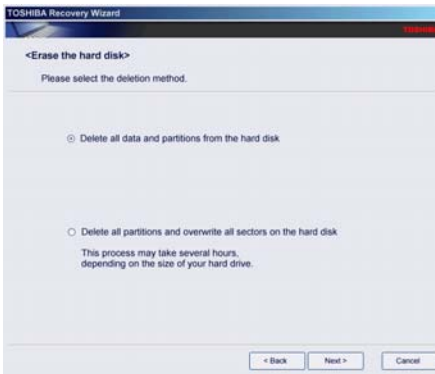 TOSHIBA Recovery Wizard
TOSHIBA
<Erase the hard disk>
Please select the deletion method.
Delete all data and partitions from the hard disk
Delete all partitions and overwrite all sectors on the hard disk
This process may take several hours,
depending on the size of your hard drive.
< Back
Next >
Cancel